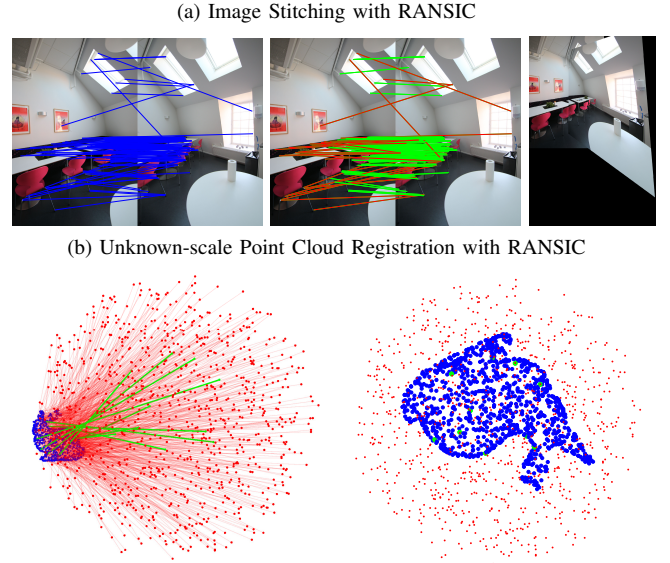 (a) Image Stitching with RANSIC
(b) Unknown-scale Point Cloud Registration with RANSIC